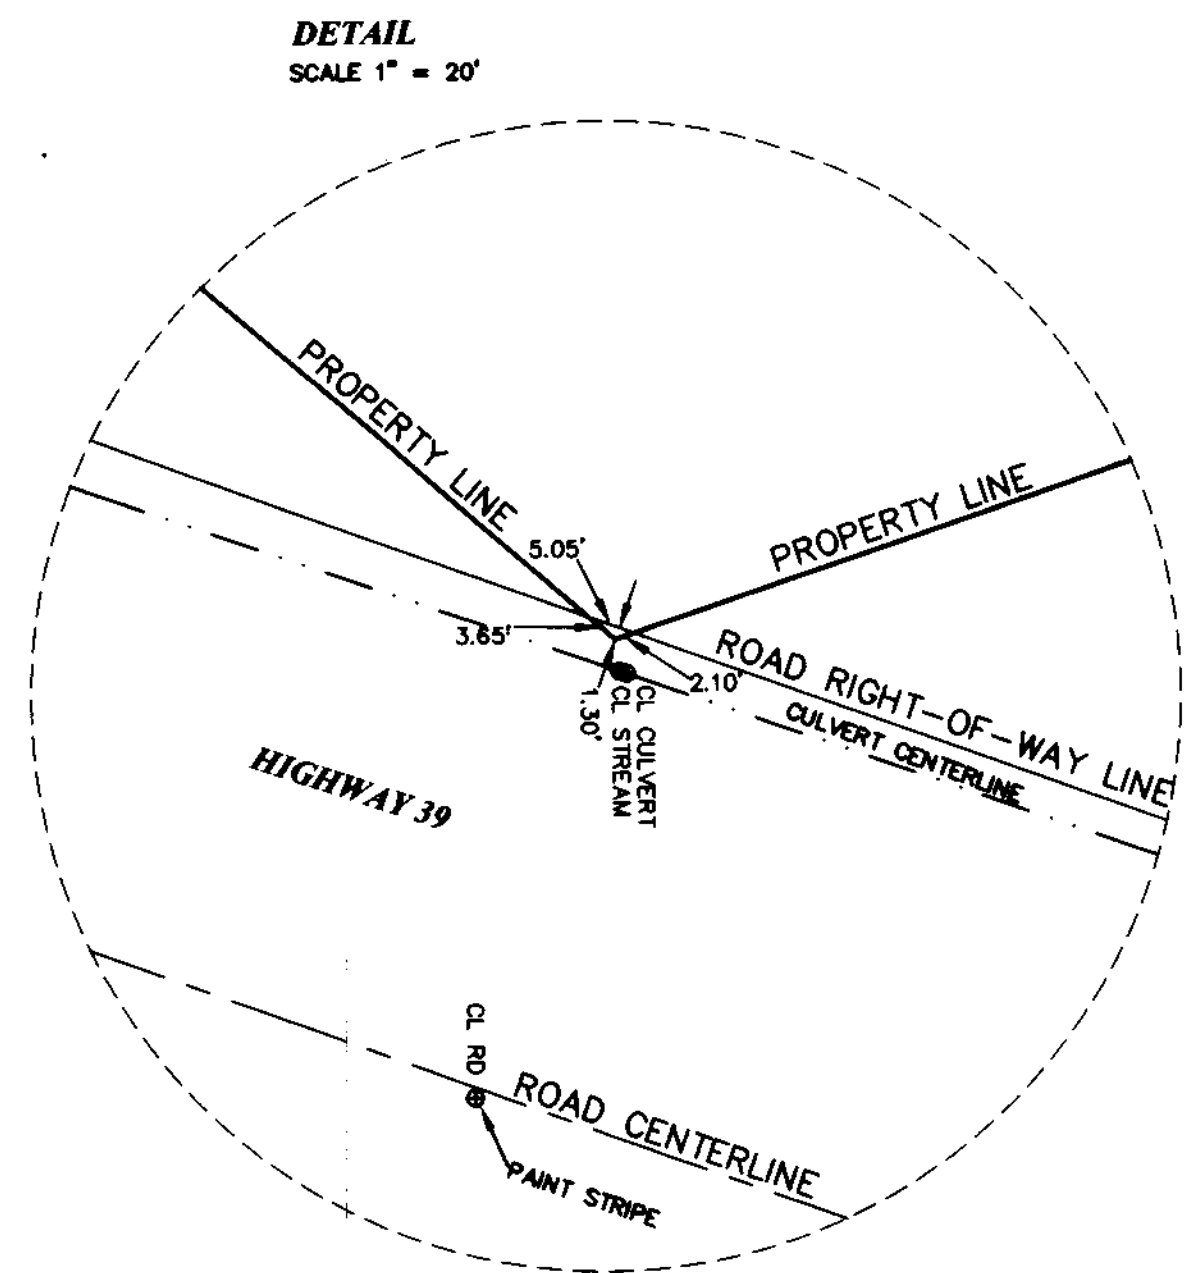 DETAIL
SCALE 1" = 20'
PROPERTY LINE
PROPERTY LINE
5.05'
3.65'
2.10'
1.30'
CL CULVERT
CL STREAM
ROAD RIGHT-OF-WAY LINE
CULVERT CENTERLINE
HIGHWAY 39
CL RD
ROAD CENTERLINE
PAINT STRIPE